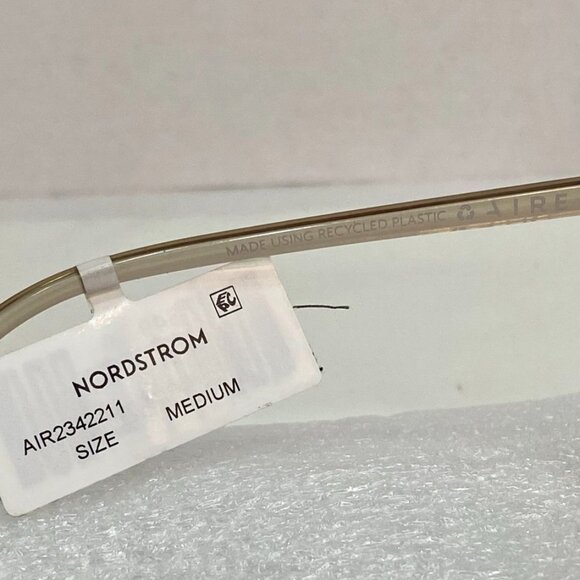 MADE USING RECYCLED PLASTIC AIRE
NORDSTROM
AIR2342211
SIZE MEDIUM